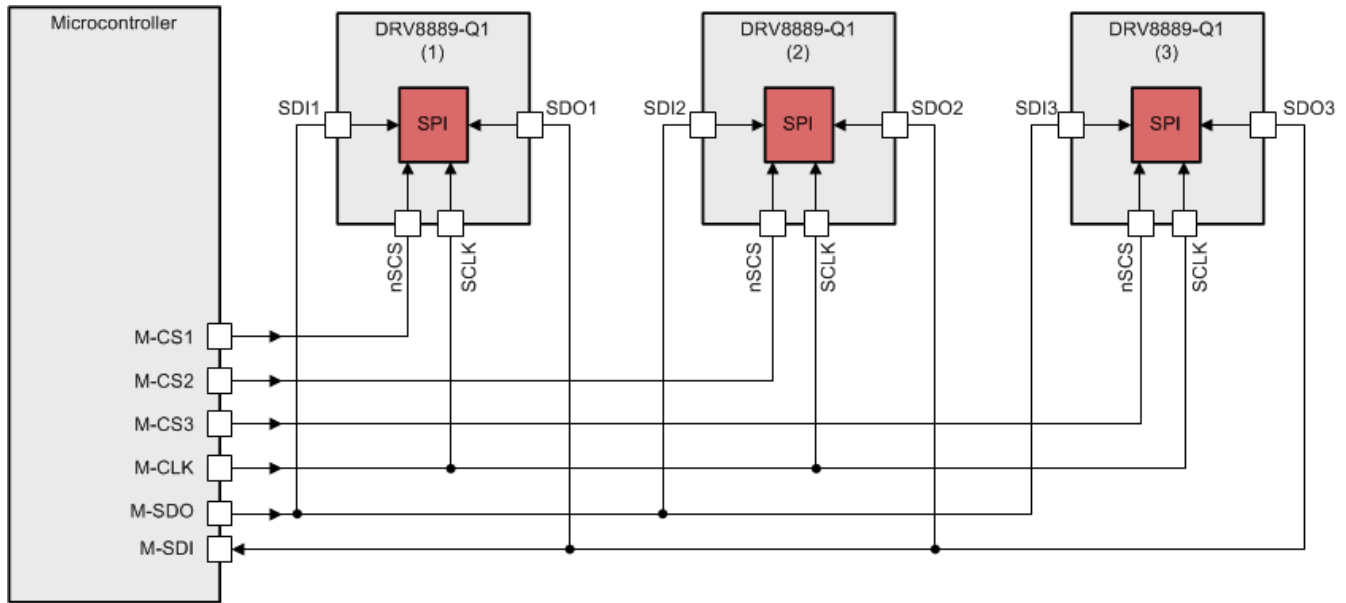 Microcontroller
DRV8889-Q1
(1)
DRV8889-Q1
(2)
DRV8889-Q1
(3)
SDI1
SPI
SDO1
SDI2
SPI
SDO2
SDI3
SPI
SDO3
nSCS
SCLK
nSCS
SCLK
nSCS
SCLK
M-CS1
M-CS2
M-CS3
M-CLK
M-SDO
M-SDI